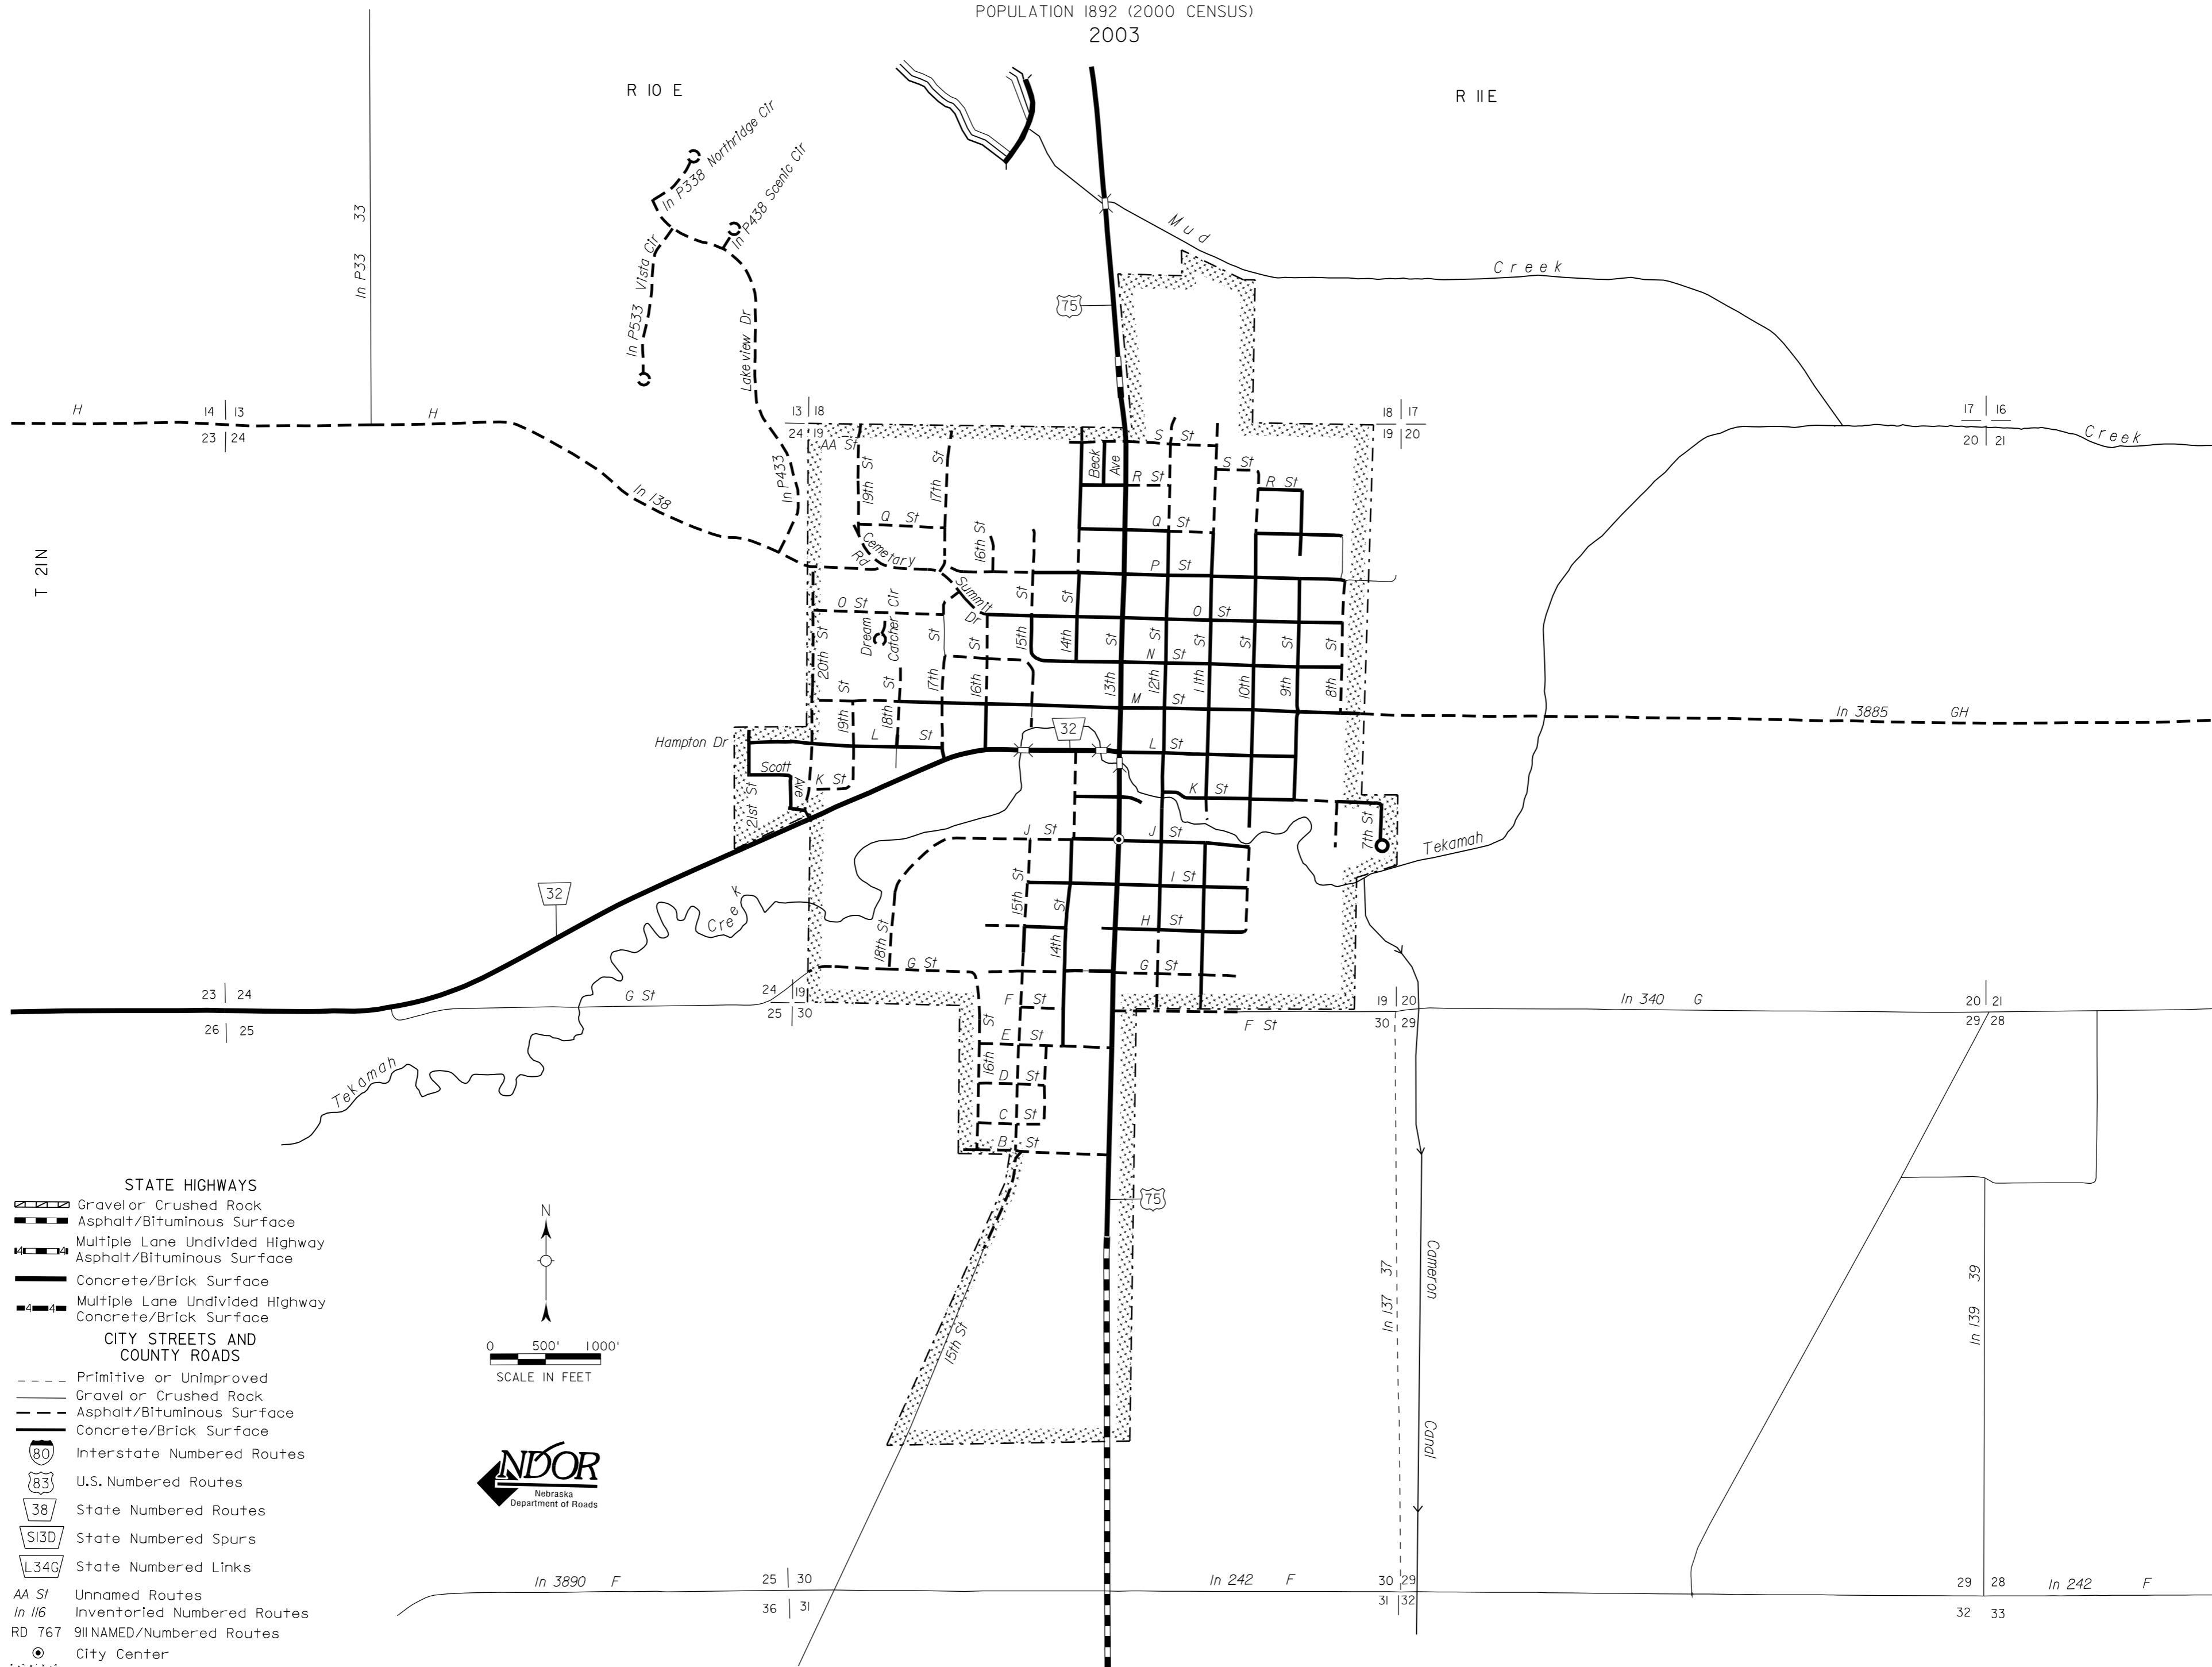 POPULATION 1892 (2000 CENSUS)
2003
R 10 E
R 11 E
In P338 Northridge Cir
In P438 Scenic Cir
In P33 33
In P533 Vista Cir
Lakeview Dr
Mud
Creek
75
H
14 13
23 24
H
13 18
24 19
18 17
19 20
17 16
20 21
Creek
AA St
S St
Beck
Ave
S St
R St
R St
19th St
17th St
In P433
In 138
Q St
Q St
16th St
Cemetary
Rd
P St
T 21 N
Summit
Dr
O St
O St
Dream
Catcher Cir
20th St
17th St
16th St
15th St
14th St
13th St
12th St
11th St
10th St
9th St
8th St
N St
M St
In 3885 GH
19th St
18th St
32
Hampton Dr
L St
L St
Scott
Ave
K St
K St
21st St
J St
J St
7th St
Tekamah
32
I St
15th St
14th St
Creek
H St
18th St
G St
G St
23 24
26 25
G St
24 19
25 30
F St
F St
19 20
30 29
In 340 G
20 21
29 28
16th St
E St
D St
C St
B St
Tekamah
75
15th St
In 137 37
Cameron
Canal
In 139 39
STATE HIGHWAYS
Gravel or Crushed Rock
Asphalt/Bituminous Surface
4 4 Multiple Lane Undivided Highway
Asphalt/Bituminous Surface
Concrete/Brick Surface
4 4 Multiple Lane Undivided Highway
Concrete/Brick Surface
CITY STREETS AND
COUNTY ROADS
Primitive or Unimproved
Gravel or Crushed Rock
Asphalt/Bituminous Surface
Concrete/Brick Surface
80 Interstate Numbered Routes
83 U.S. Numbered Routes
38 State Numbered Routes
S13D State Numbered Spurs
L34G State Numbered Links
AA St Unnamed Routes
In 116 Inventoried Numbered Routes
RD 767 911 NAMED/Numbered Routes
City Center
N
0 500' 1000'
SCALE IN FEET
NDOR
Nebraska
Department of Roads
In 3890 F
25 30
36 31
In 242 F
30 29
31 32
29 28
32 33
In 242 F